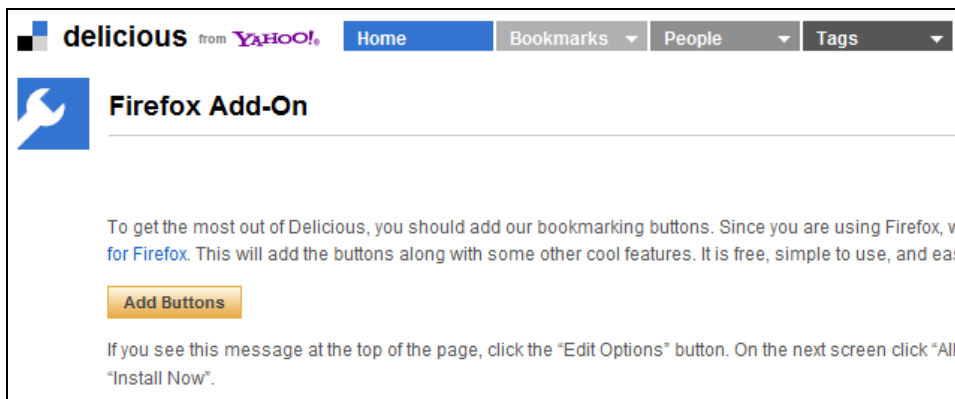 delicious from YAHOO!. Home Bookmarks People Tags
Firefox Add-On
To get the most out of Delicious, you should add our bookmarking buttons. Since you are using Firefox,
for Firefox. This will add the buttons along with some other cool features. It is free, simple to use, and
Add Buttons
If you see this message at the top of the page, click the “Edit Options” button. On the next screen click
“Install Now”.